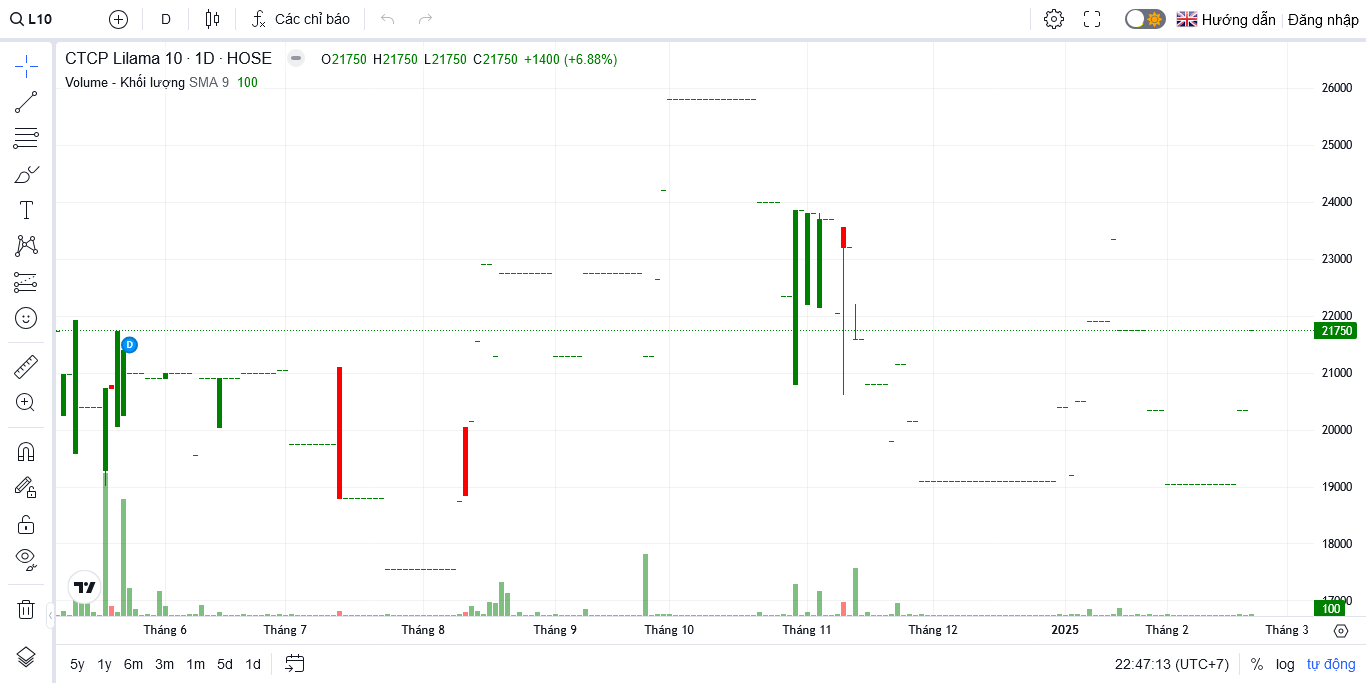 L10 D Các chỉ báo Hướng dẫn Đăng nhập
CTCP Lilama 10 · 1D · HOSE O21750 H21750 L21750 C21750 +1400 (+6.88%)
Volume - Khối lượng SMA 9 100
26000
25000
24000
23000
22000
21750
21000
20000
19000
18000
17000
100
D
Tháng 6 Tháng 7 Tháng 8 Tháng 9 Tháng 10 Tháng 11 Tháng 12 2025 Tháng 2 Tháng 3
5y 1y 6m 3m 1m 5d 1d 22:47:13 (UTC+7) % log tự động